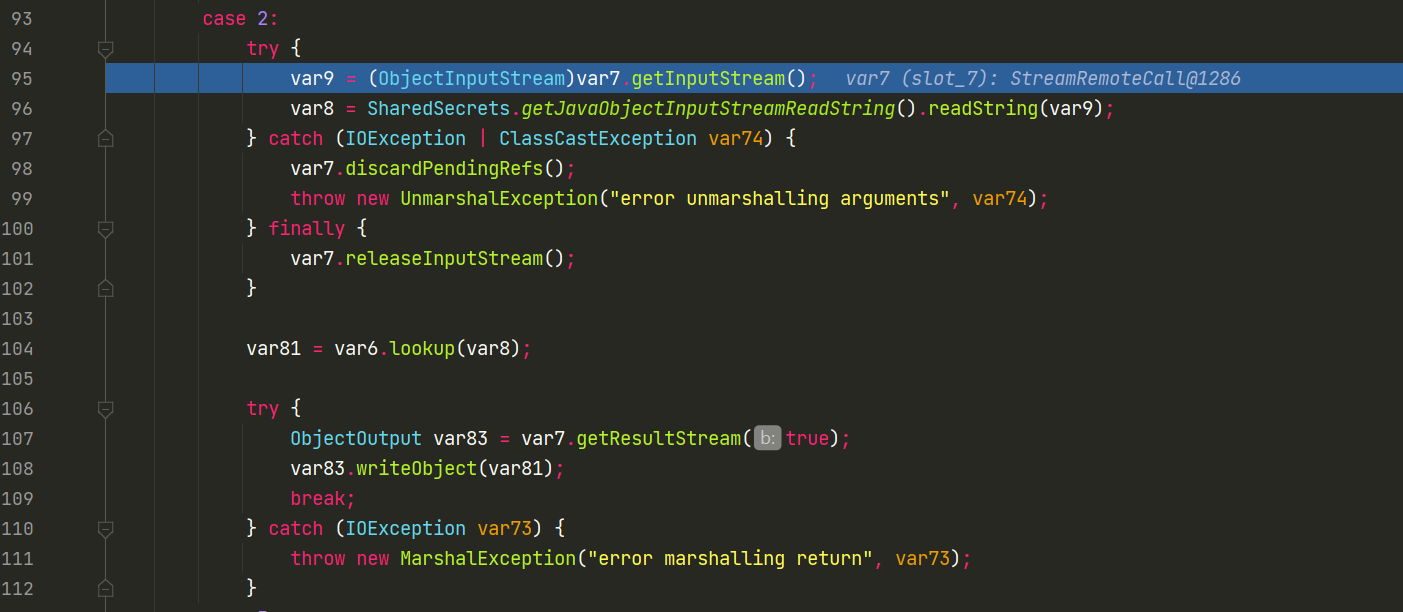 93 case 2:
94 try {
95 var9 = (ObjectInputStream)var7.getInputStream(); var7 (slot_7): StreamRemoteCall@1286
96 var8 = SharedSecrets.getJavaObjectInputStreamReadString().readString(var9);
97 } catch (IOException | ClassCastException var74) {
98 var7.discardPendingRefs();
99 throw new UnmarshalException("error unmarshalling arguments", var74);
100 } finally {
101 var7.releaseInputStream();
102 }
103
104 var81 = var6.lookup(var8);
105
106 try {
107 ObjectOutput var83 = var7.getResultStream( b: true);
108 var83.writeObject(var81);
109 break;
110 } catch (IOException var73) {
111 throw new MarshalException("error marshalling return", var73);
112 }